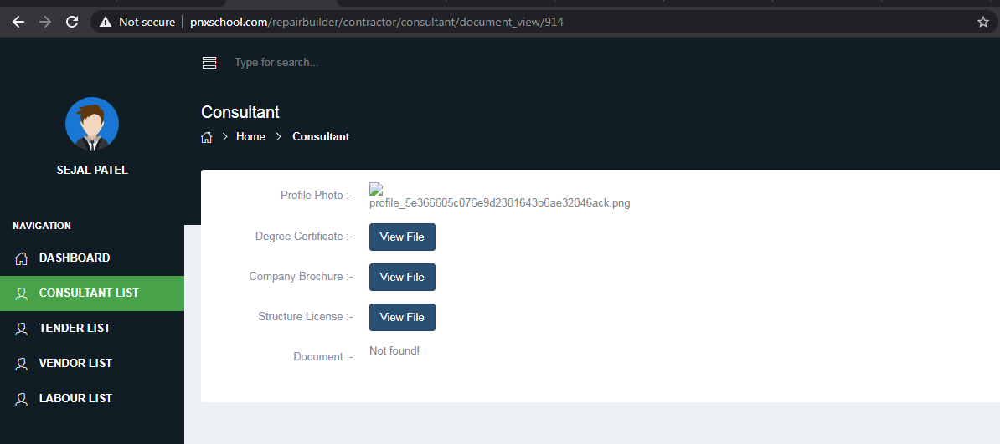 Not secure
pnxschool.com/repairbuilder/contractor/consultant/document_view/914
Type for search...
Consultant
Home
Consultant
SEJAL PATEL
NAVIGATION
DASHBOARD
CONSULTANT LIST
TENDER LIST
VENDOR LIST
LABOUR LIST
Profile Photo :-
profile_5e366605c076e9d2381643b6ae32046ack.png
Degree Certificate :- View File
Company Brochure :- View File
Structure License :- View File
Document :- Not found!